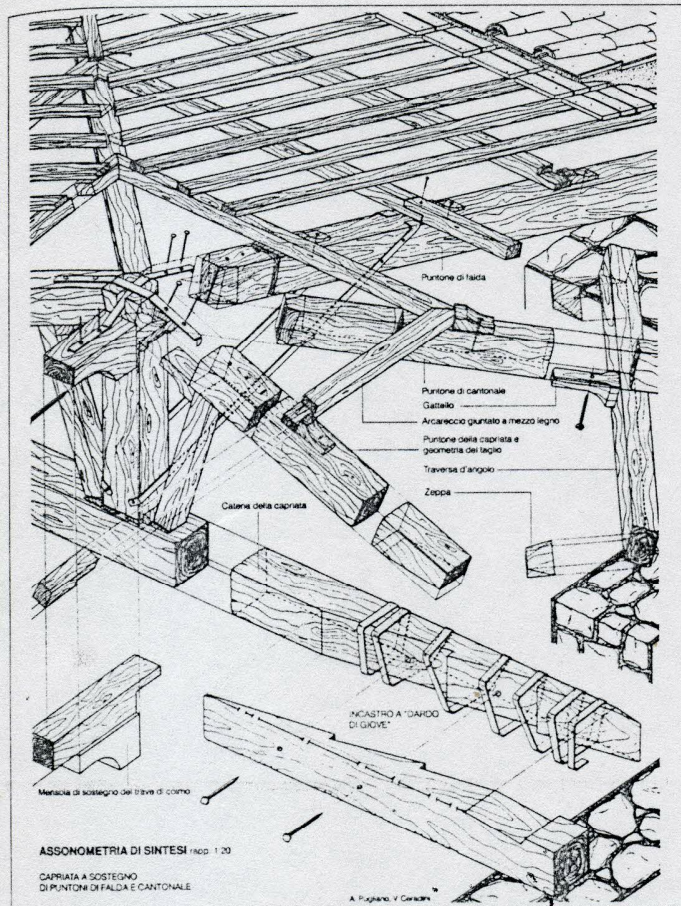 Puntone di falda
Puntone di cantonale
Gattello
Arcareccio giuntato a mezzo legno
Puntone della capriata e
geometria del taglio
Traversa d'angolo
Zeppa
Catena della capriata
INCASTRO A "DARDO
DI GIOVE"
Mensola di sostegno del trave di colmo
ASSONOMETRIA DI SINTESI rapp. 1:20
CAPRIATA A SOSTEGNO
DI PUNTONI DI FALDA E CANTONALE
A. Pugliano, V. Ceradini